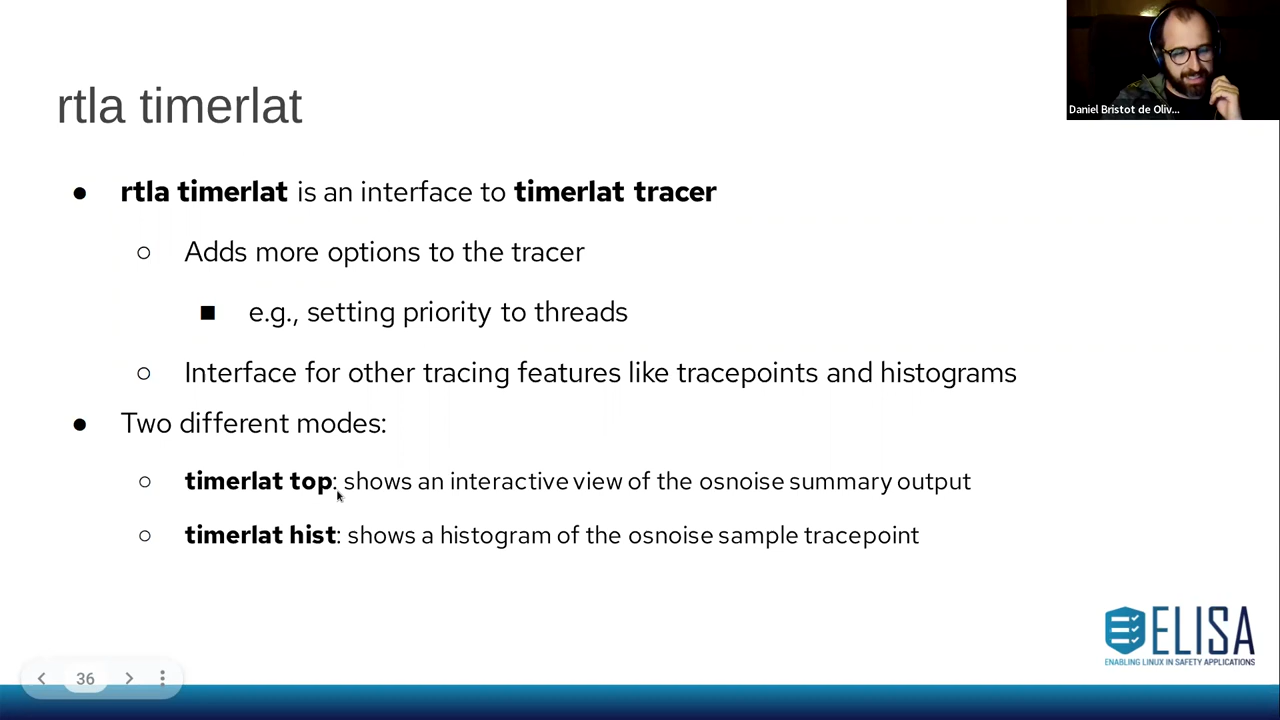 Daniel Bristot de Oliv...
rtla timerlat
● rtla timerlat is an interface to timerlat tracer
○ Adds more options to the tracer
■ e.g., setting priority to threads
○ Interface for other tracing features like tracepoints and histograms
● Two different modes:
○ timerlat top: shows an interactive view of the osnoise summary output
○ timerlat hist: shows a histogram of the osnoise sample tracepoint
ELISA
ENABLING LINUX IN SAFETY APPLICATIONS
36